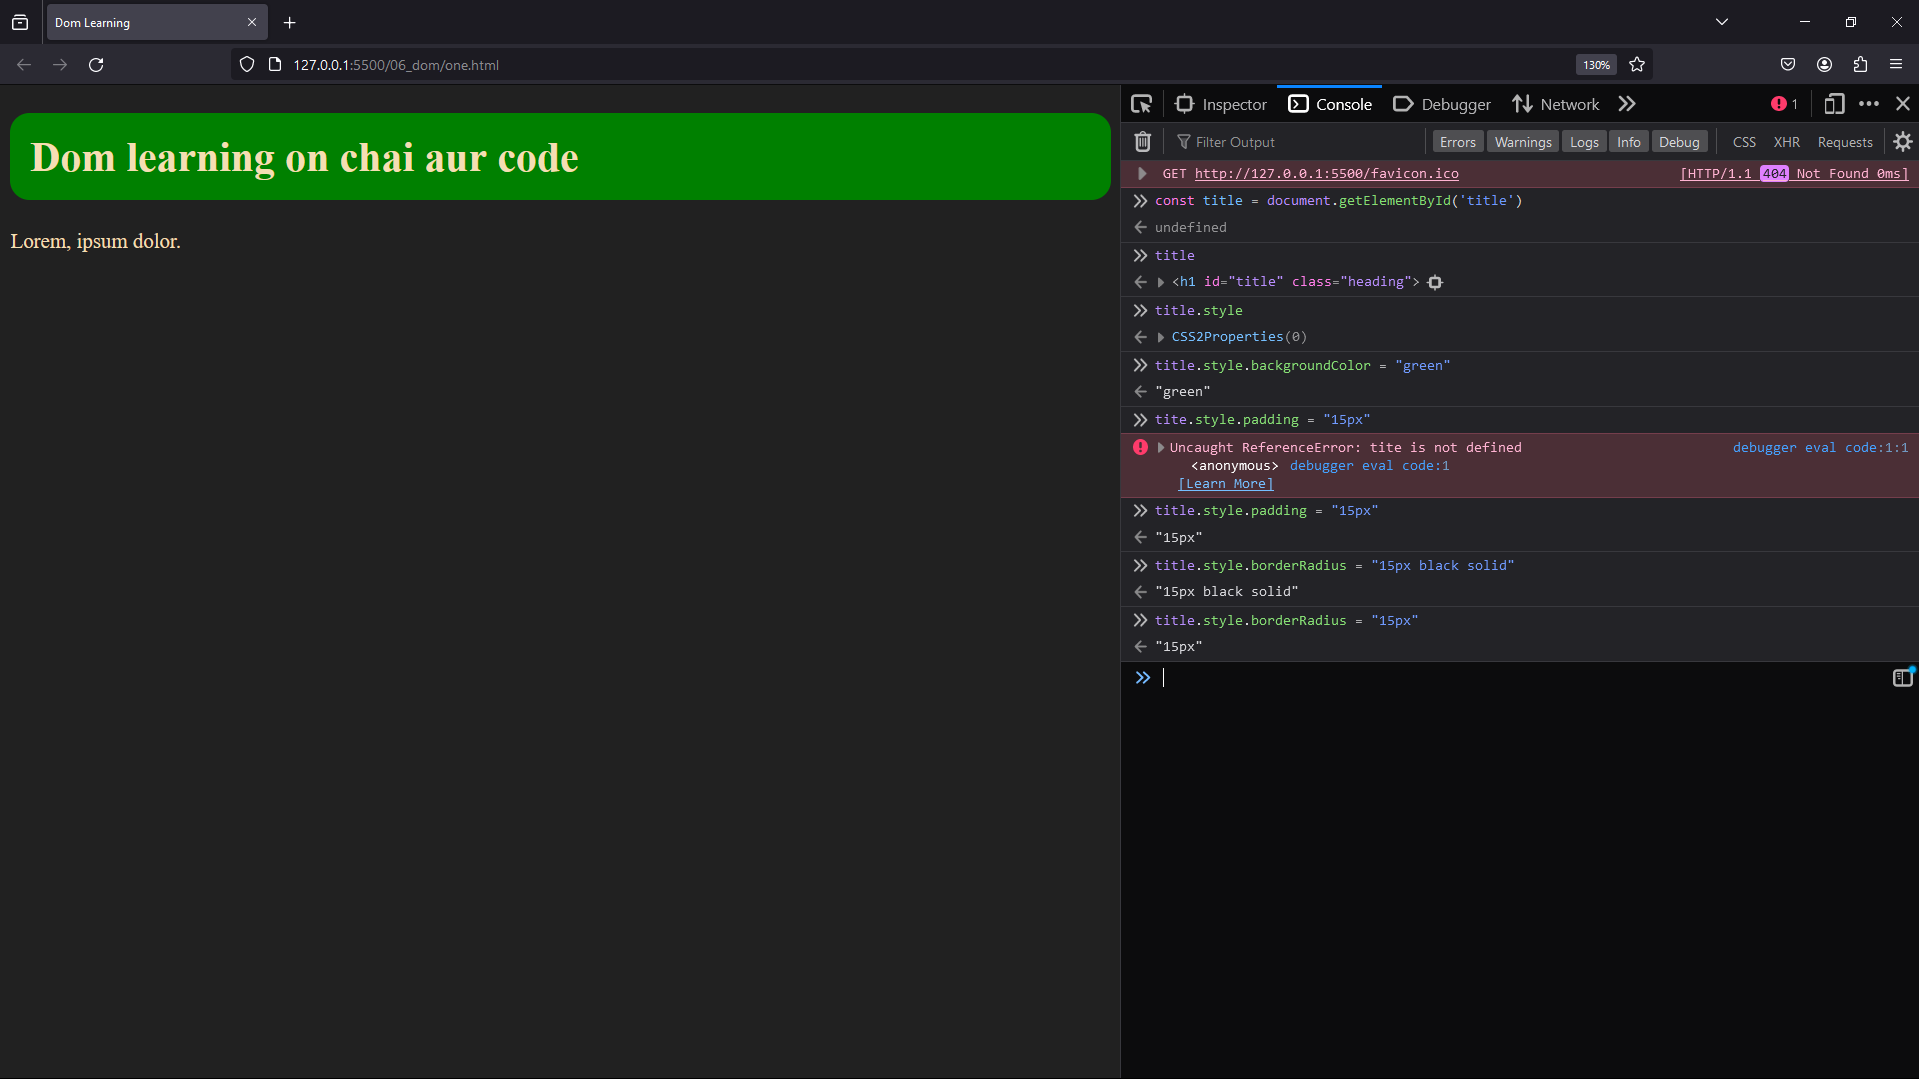 Dom Learning
127.0.0.1:5500/06_dom/one.html
130%
Dom learning on chai aur code
Lorem, ipsum dolor.
Inspector Console Debugger Network 1
Filter Output Errors Warnings Logs Info Debug CSS XHR Requests
GET http://127.0.0.1:5500/favicon.ico [HTTP/1.1 404 Not Found 0ms]
const title = document.getElementById('title')
undefined
title
<h1 id="title" class="heading">
title.style
CSS2Properties(0)
title.style.backgroundColor = "green"
"green"
tite.style.padding = "15px"
Uncaught ReferenceError: tite is not defined debugger eval code:1:1
<anonymous> debugger eval code:1
[Learn More]
title.style.padding = "15px"
"15px"
title.style.borderRadius = "15px black solid"
"15px black solid"
title.style.borderRadius = "15px"
"15px"